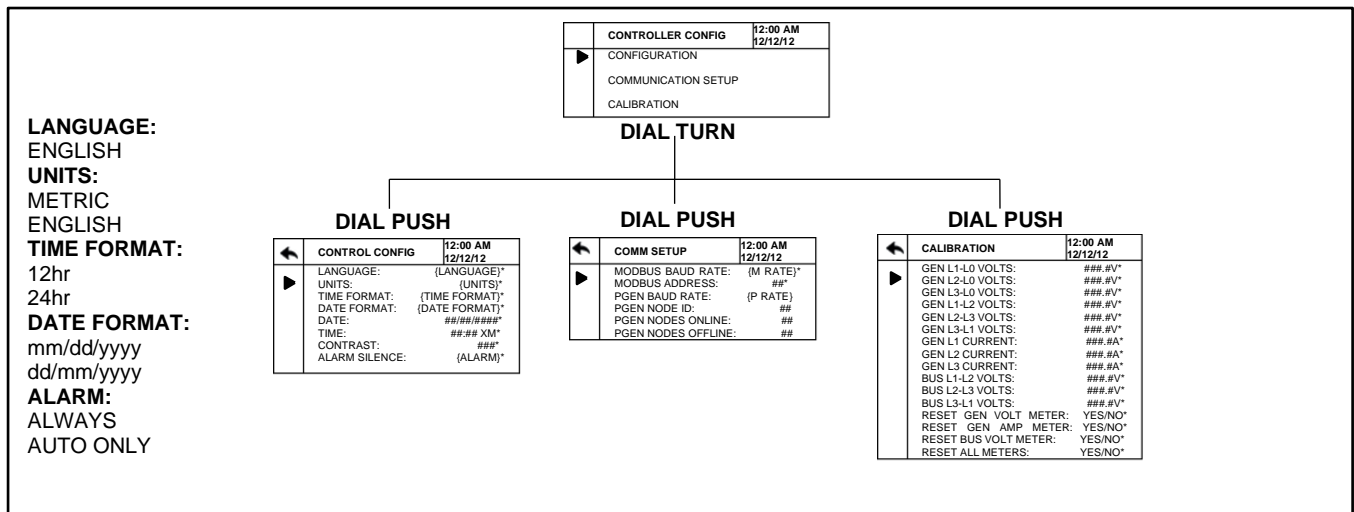 CONTROLLER CONFIG 12:00 AM 12/12/12
CONFIGURATION
COMMUNICATION SETUP
CALIBRATION
DIAL TURN
LANGUAGE:
ENGLISH
UNITS:
METRIC
ENGLISH
TIME FORMAT:
12hr
24hr
DATE FORMAT:
mm/dd/yyyy
dd/mm/yyyy
ALARM:
ALWAYS
AUTO ONLY
DIAL PUSH
CONTROL CONFIG 12:00 AM 12/12/12
LANGUAGE: {LANGUAGE}*
UNITS: {UNITS}*
TIME FORMAT: {TIME FORMAT}*
DATE FORMAT: {DATE FORMAT}*
DATE: ##/##/####*
TIME: ##:## XM*
CONTRAST: ###*
ALARM SILENCE: {ALARM}*
DIAL PUSH
COMM SETUP 12:00 AM 12/12/12
MODBUS BAUD RATE: {M RATE}*
MODBUS ADDRESS: ##*
PGEN BAUD RATE: {P RATE}
PGEN NODE ID: ##
PGEN NODES ONLINE: ##
PGEN NODES OFFLINE: ##
DIAL PUSH
CALIBRATION 12:00 AM 12/12/12
GEN L1-L0 VOLTS: ###.#V*
GEN L2-L0 VOLTS: ###.#V*
GEN L3-L0 VOLTS: ###.#V*
GEN L1-L2 VOLTS: ###.#V*
GEN L2-L3 VOLTS: ###.#V*
GEN L3-L1 VOLTS: ###.#V*
GEN L1 CURRENT: ###.#A*
GEN L2 CURRENT: ###.#A*
GEN L3 CURRENT: ###.#A*
BUS L1-L2 VOLTS: ###.#V*
BUS L2-L3 VOLTS: ###.#V*
BUS L3-L1 VOLTS: ###.#V*
RESET GEN VOLT METER: YES/NO*
RESET GEN AMP METER: YES/NO*
RESET BUS VOLT METER: YES/NO*
RESET ALL METERS: YES/NO*